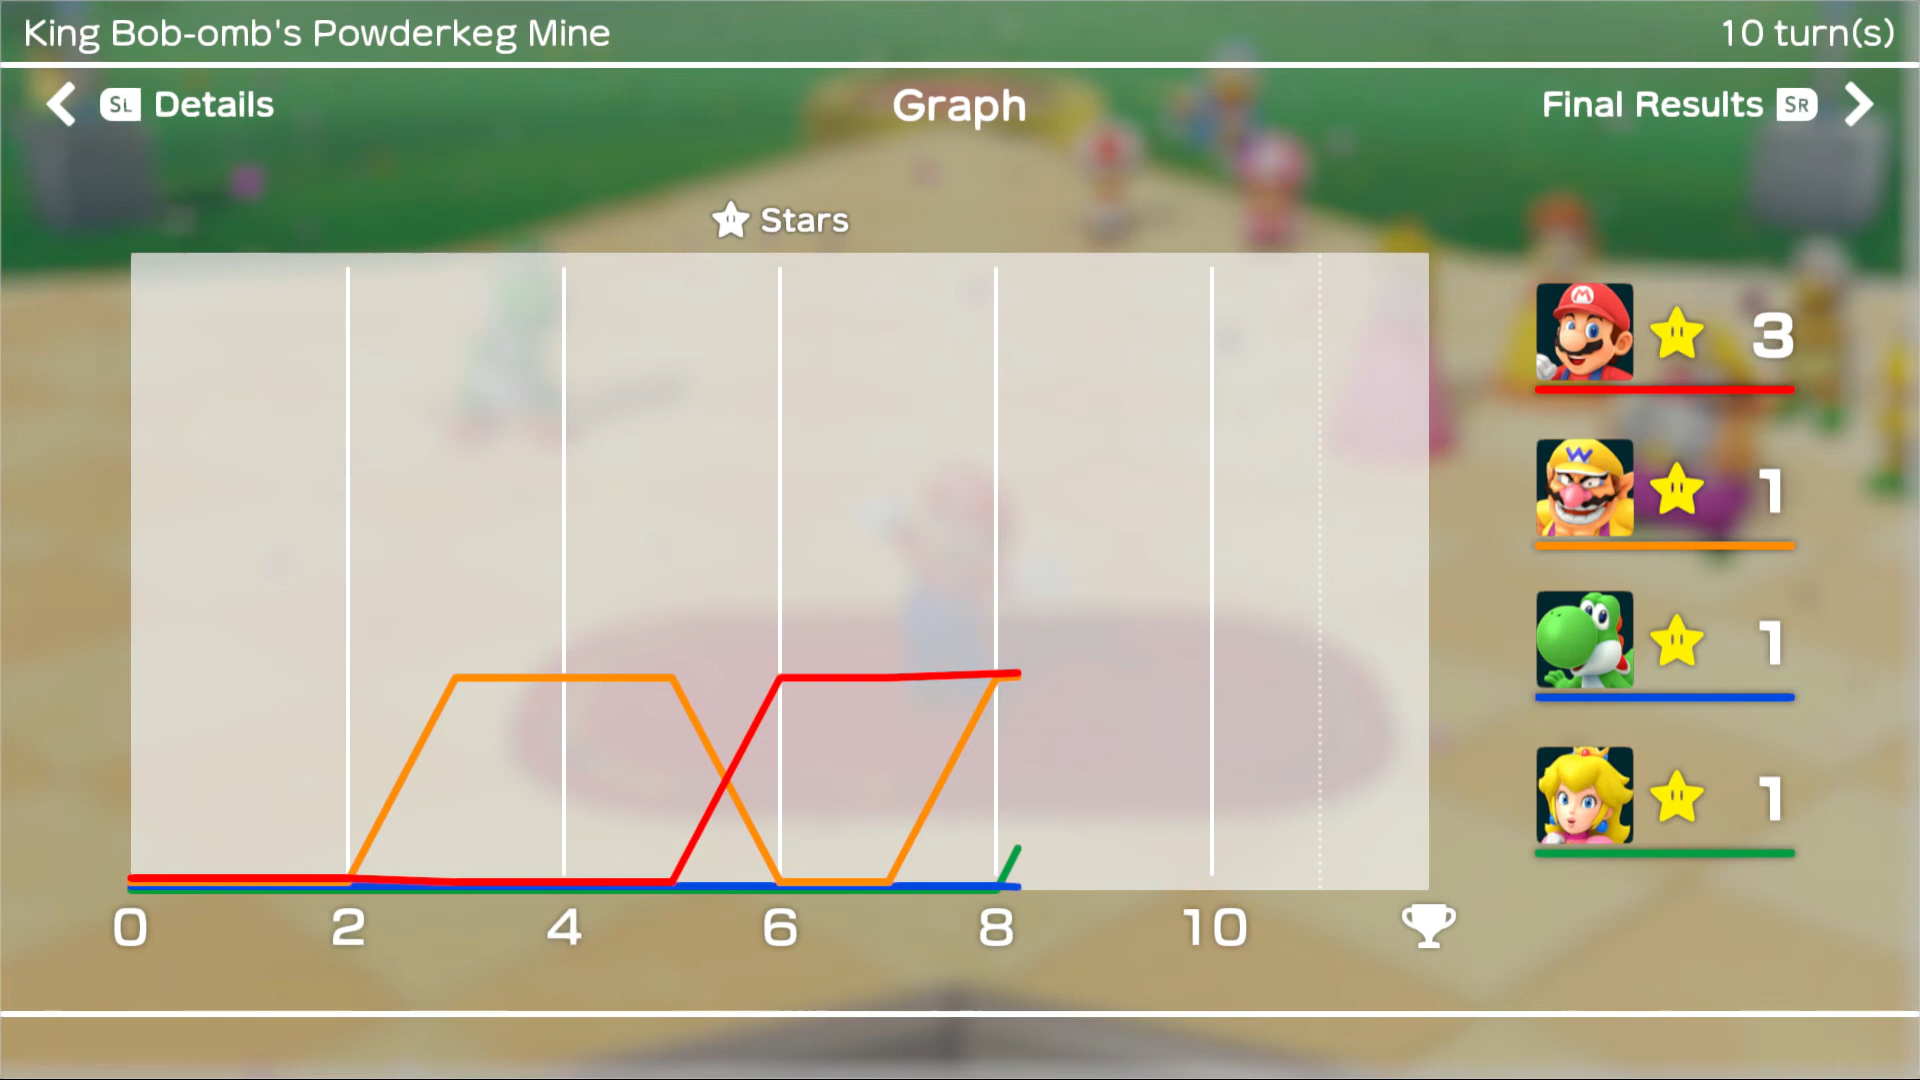 King Bob-omb's Powderkeg Mine
10 turn(s)
SL Details
Graph
Final Results SR
Stars
3
1
1
1
0 2 4 6 8 10